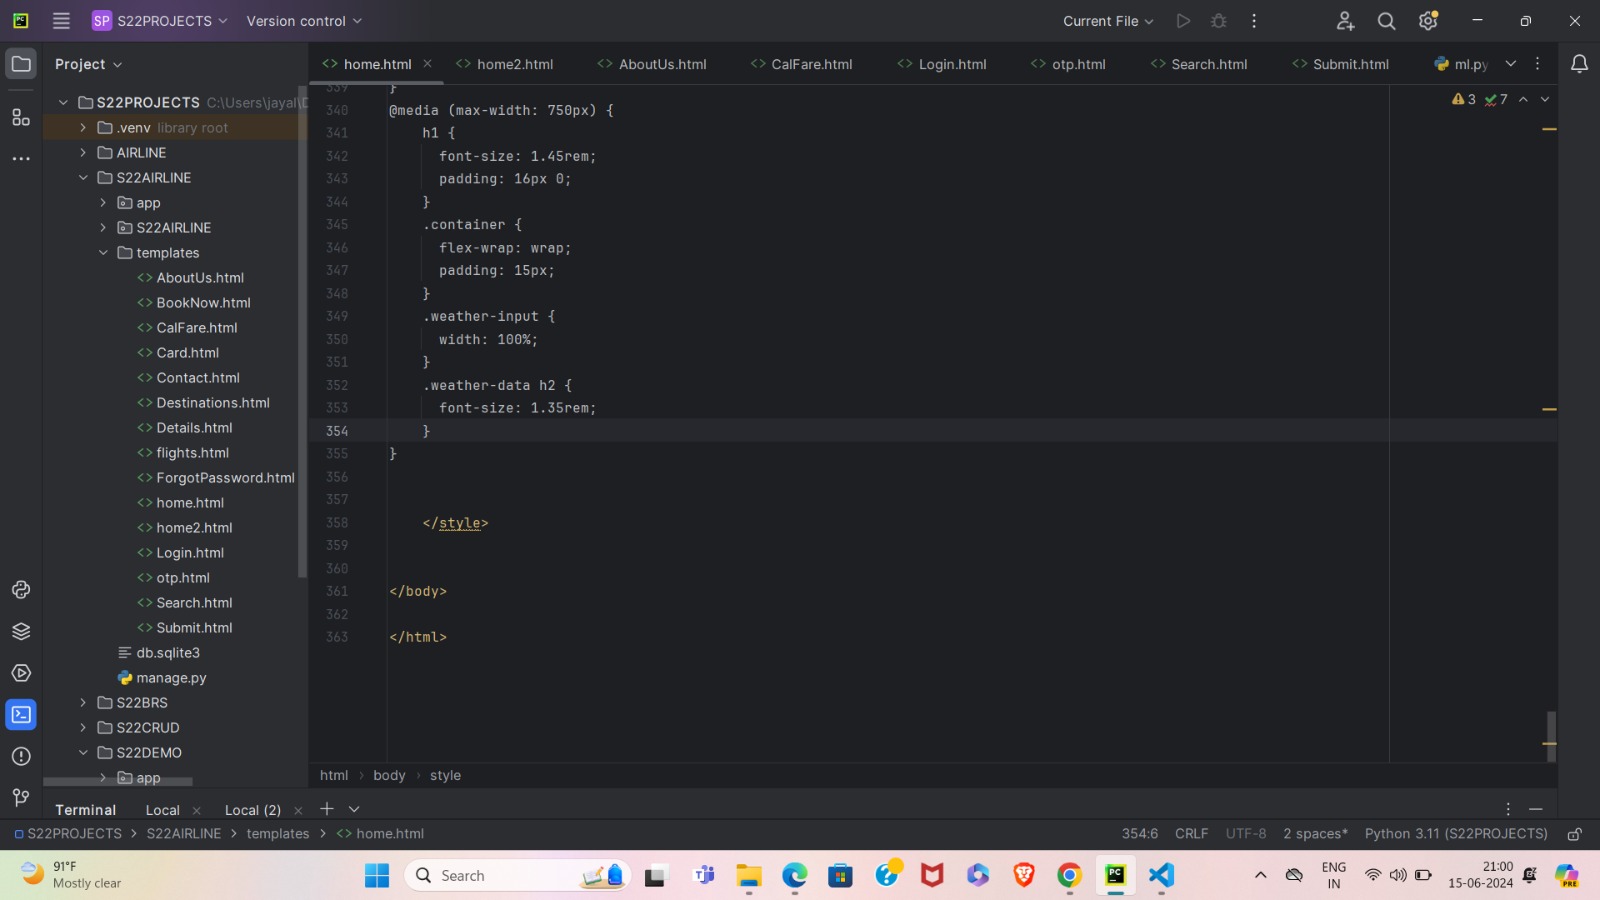 SP S22PROJECTS Version control Current File
Project
home.html home2.html AboutUs.html CalFare.html Login.html otp.html Search.html Submit.html ml.py
3 7
S22PROJECTS C:\Users\jayal\D
.venv library root
AIRLINE
S22AIRLINE
app
S22AIRLINE
templates
AboutUs.html
BookNow.html
CalFare.html
Card.html
Contact.html
Destinations.html
Details.html
flights.html
ForgotPassword.html
home.html
home2.html
Login.html
otp.html
Search.html
Submit.html
db.sqlite3
manage.py
S22BRS
S22CRUD
S22DEMO
app
339 }
340 @media (max-width: 750px) {
341 h1 {
342 font-size: 1.45rem;
343 padding: 16px 0;
344 }
345 .container {
346 flex-wrap: wrap;
347 padding: 15px;
348 }
349 .weather-input {
350 width: 100%;
351 }
352 .weather-data h2 {
353 font-size: 1.35rem;
354 }
355 }
356
357
358 </style>
359
360
361 </body>
362
363 </html>
html › body › style
Terminal Local Local (2)
S22PROJECTS > S22AIRLINE > templates > <> home.html 354:6 CRLF UTF-8 2 spaces* Python 3.11 (S22PROJECTS)
91°F
Mostly clear
Search
ENG
IN
21:00
15-06-2024
PRE